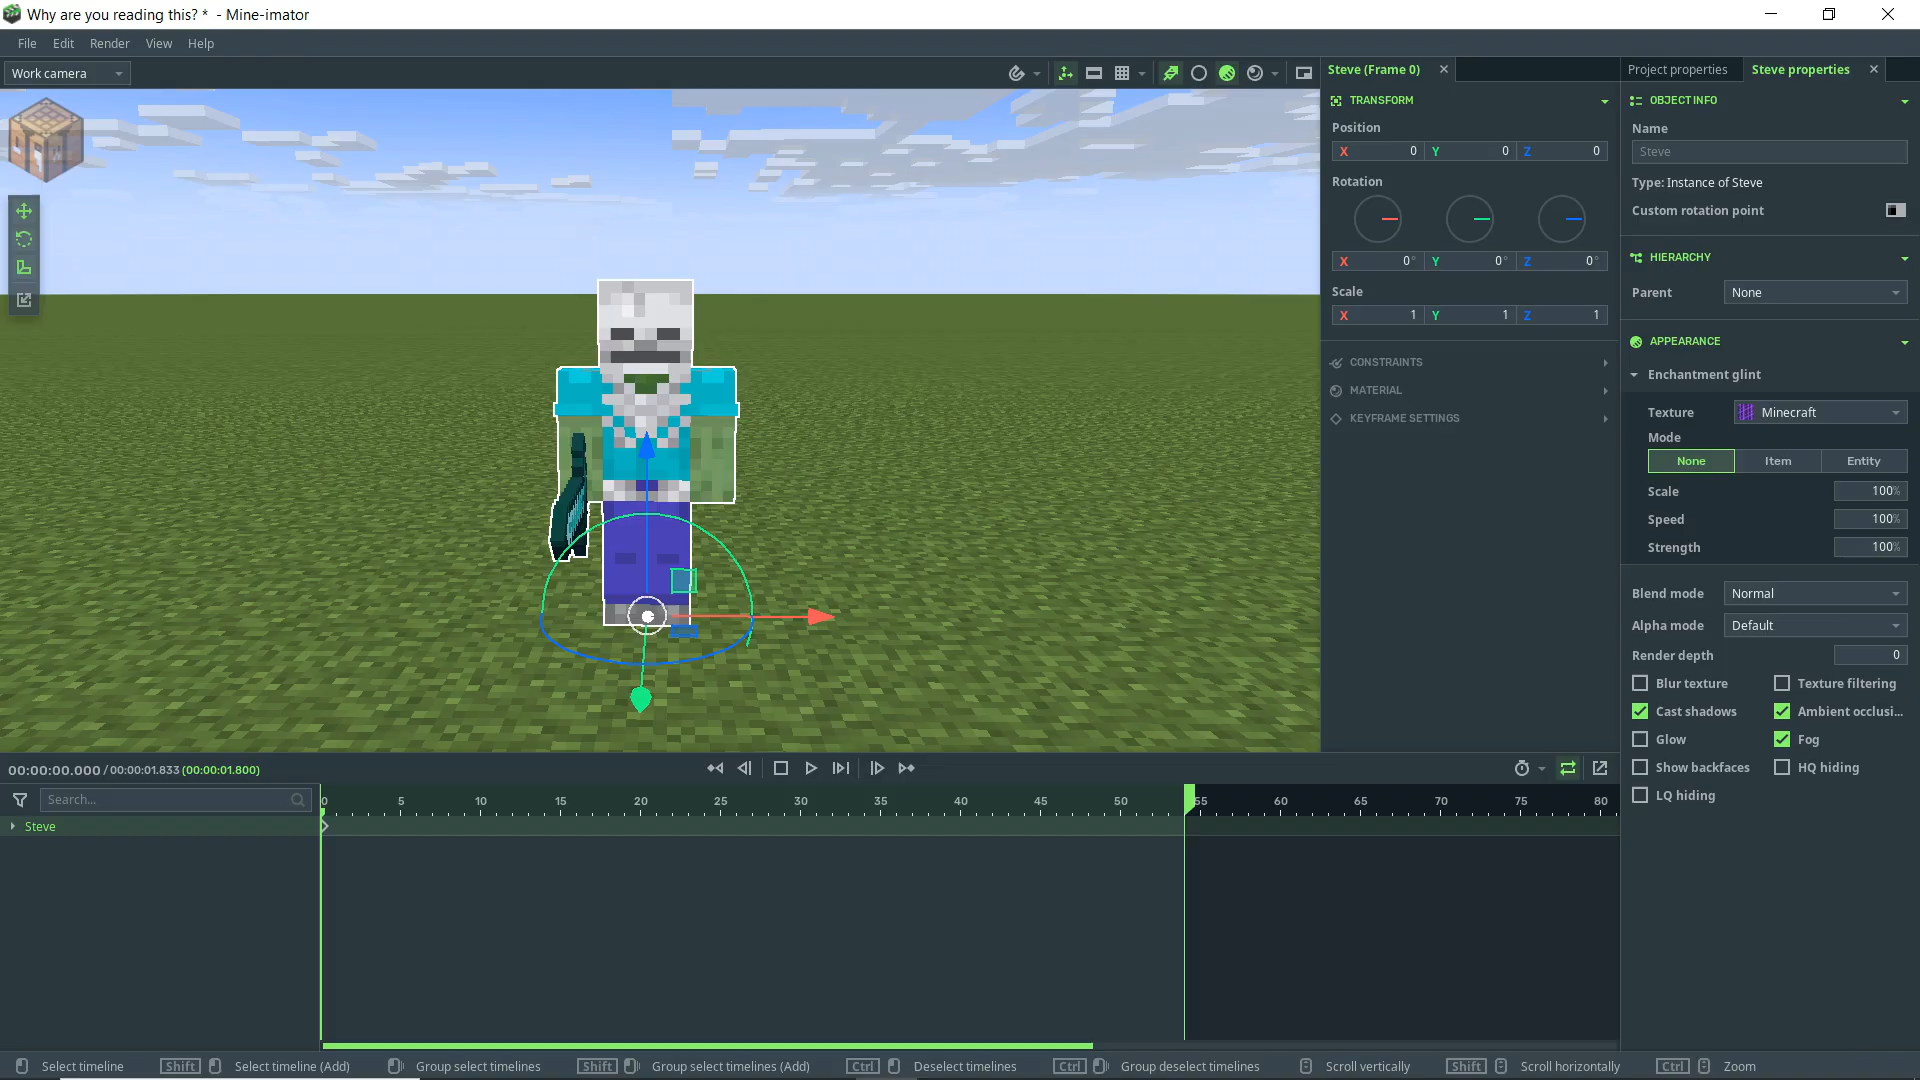 Why are you reading this? * - Mine-imator
File Edit Render View Help
Work camera
Steve (Frame 0)
TRANSFORM
Position
X 0 Y 0 Z 0
Rotation
X 0° Y 0° Z 0°
Scale
X 1 Y 1 Z 1
CONSTRAINTS
MATERIAL
KEYFRAME SETTINGS
Project properties Steve properties
OBJECT INFO
Name
Steve
Type: Instance of Steve
Custom rotation point
HIERARCHY
Parent None
APPEARANCE
Enchantment glint
Texture Minecraft
Mode
None Item Entity
Scale 100%
Speed 100%
Strength 100%
Blend mode Normal
Alpha mode Default
Render depth 0
Blur texture Texture filtering
Cast shadows Ambient occlusi...
Glow Fog
Show backfaces HQ hiding
LQ hiding
00:00:00.000 / 00:00:01.833 (00:00:01.800)
Search...
0 5 10 15 20 25 30 35 40 45 50 55 60 65 70 75 80
Steve
Select timeline Shift Select timeline (Add) Group select timelines Shift Group select timelines (Add) Ctrl Deselect timelines Ctrl Group deselect timelines Scroll vertically Shift Scroll horizontally Ctrl Zoom